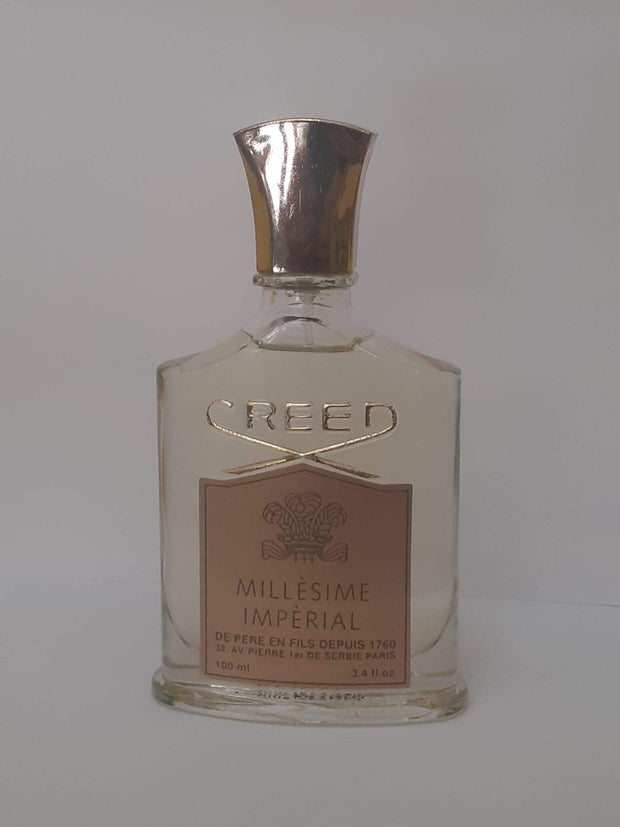 CREED
MILLÈSIME
IMPÈRIAL
DE PERE EN FILS DEPUIS 1760
38, AV PIERRE 1er DE SERBIE PARIS
100 ml 3.4 fl oz